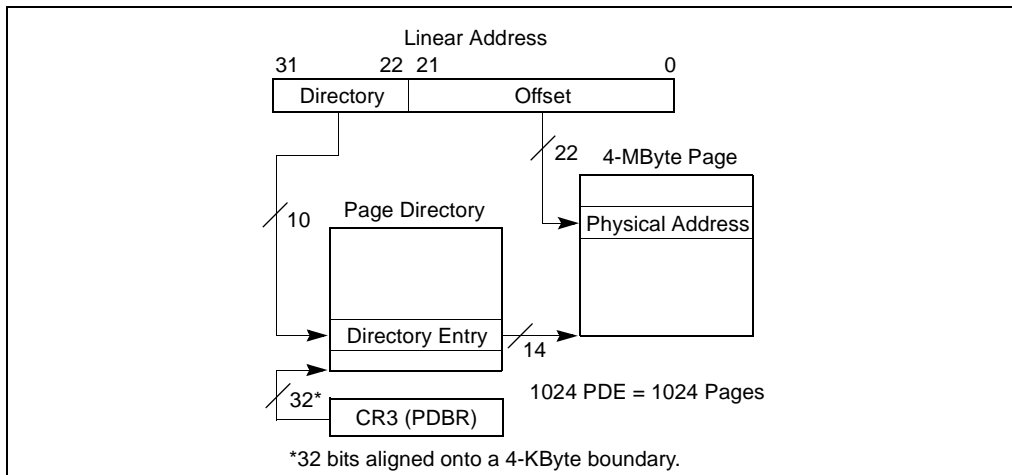 Linear Address
31 22 21 0
Directory Offset
22
4-MByte Page
10
Page Directory
Physical Address
Directory Entry
14
32*
1024 PDE = 1024 Pages
CR3 (PDBR)
*32 bits aligned onto a 4-KByte boundary.